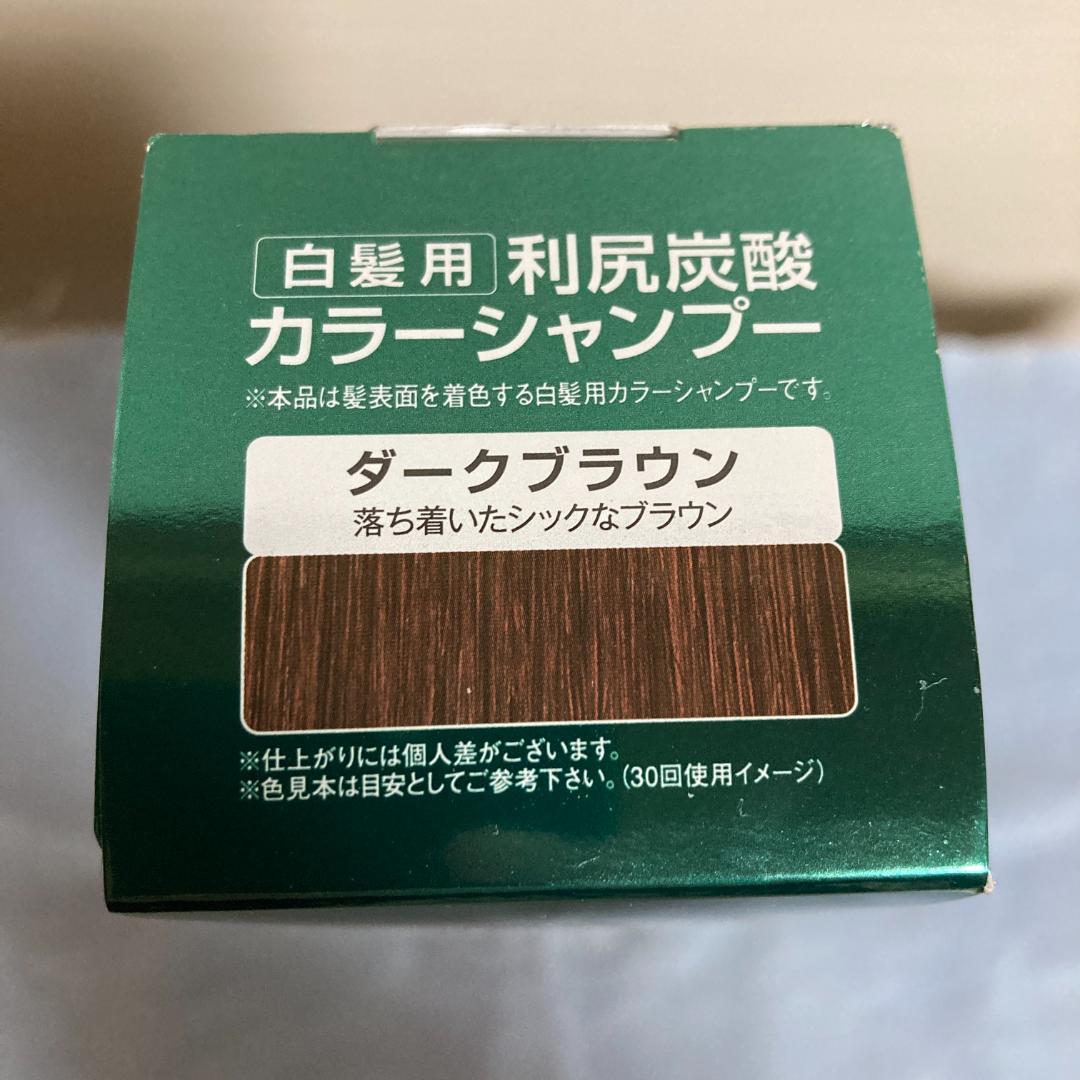 白髪用 利尻炭酸
カラーシャンプー
※本品は髪表面を着色する白髪用カラーシャンプーです。
ダークブラウン
落ち着いたシックなブラウン
※仕上がりには個人差がございます。
※色見本は目安としてご参考下さい。(30回使用イメージ)